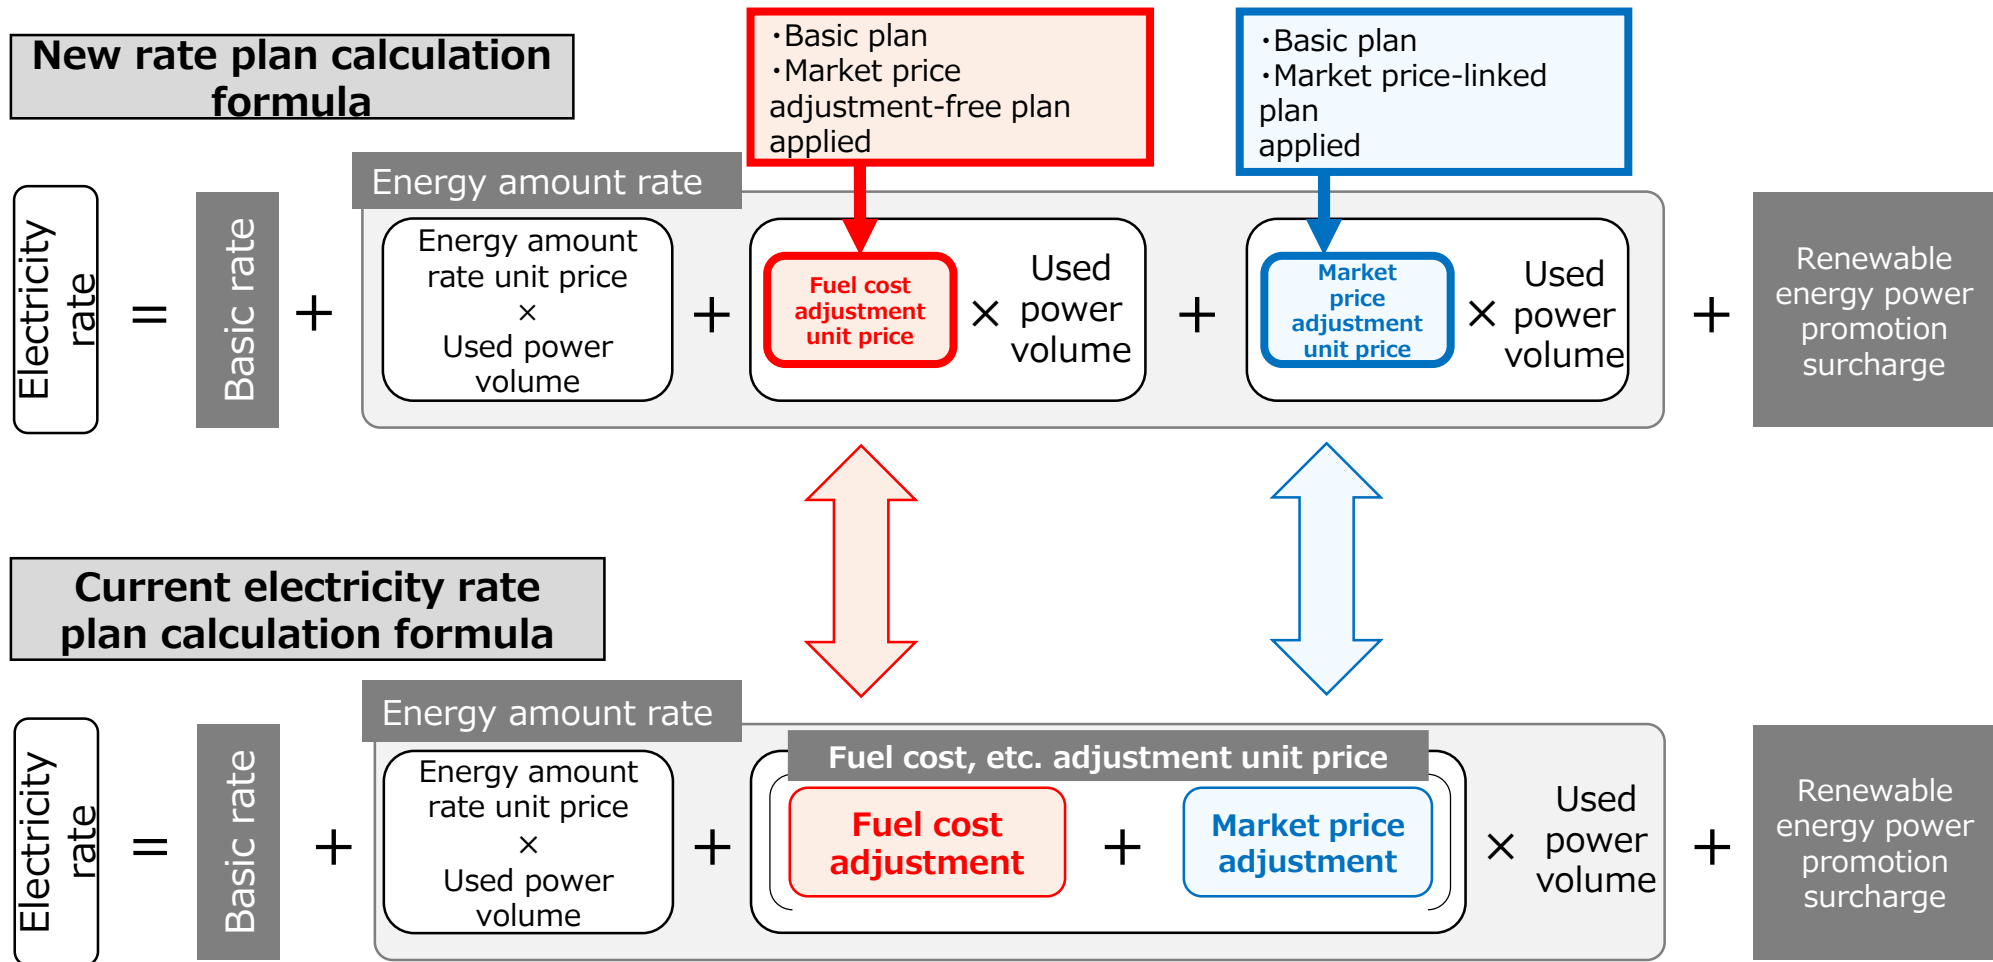 New rate plan calculation
formula
・Basic plan
・Market price
adjustment-free plan
applied
・Basic plan
・Market price-linked
plan
applied
Electricity
rate
=
Basic rate
+
Energy amount rate
Energy amount
rate unit price
×
Used power
volume
+
Fuel cost
adjustment
unit price
×
Used
power
volume
+
Market
price
adjustment
unit price
×
Used
power
volume
+
Renewable
energy power
promotion
surcharge
Current electricity rate
plan calculation formula
Electricity
rate
=
Basic rate
+
Energy amount rate
Energy amount
rate unit price
×
Used power
volume
+
Fuel cost, etc. adjustment unit price
Fuel cost
adjustment
+
Market price
adjustment
×
Used
power
volume
+
Renewable
energy power
promotion
surcharge